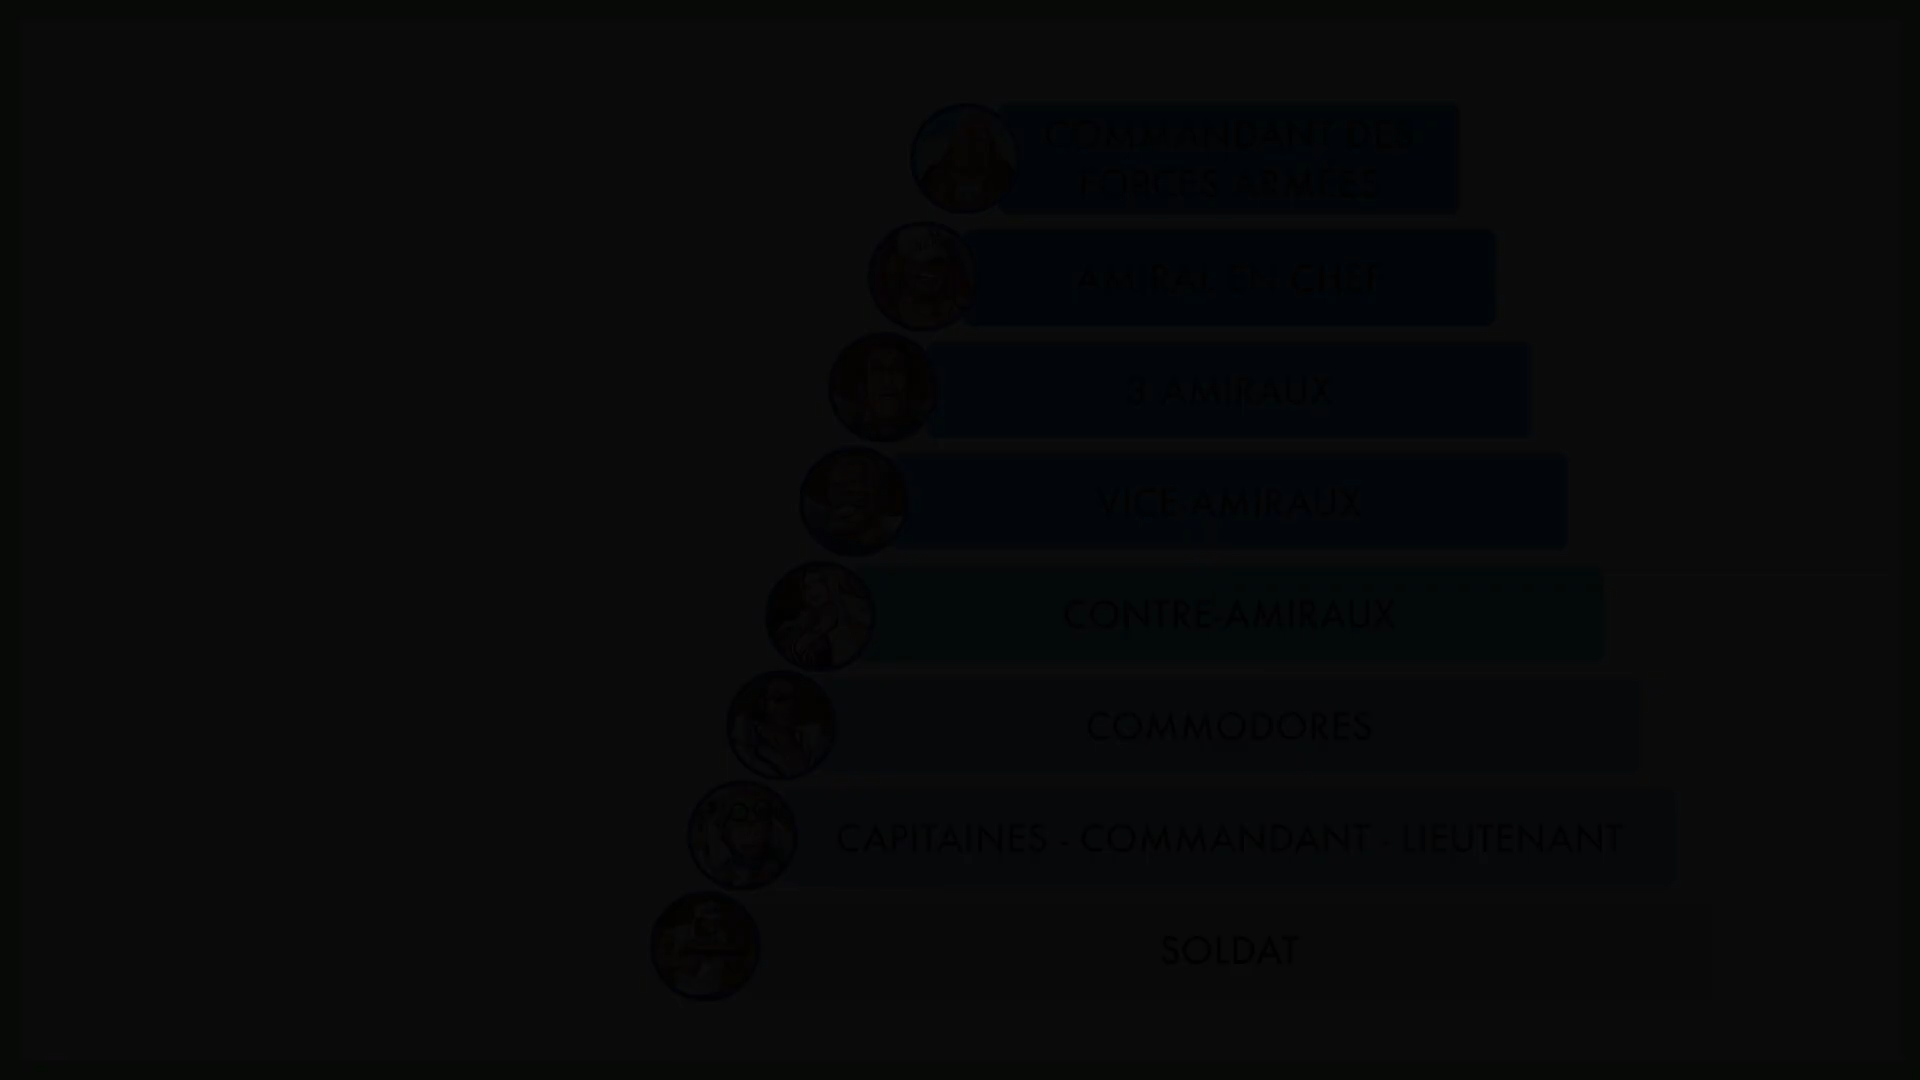 COMMANDANT DES
FORCES ARMÉES
AMIRAL EN CHEF
3 AMIRAUX
VICE-AMIRAUX
CONTRE-AMIRAUX
COMMODORES
CAPITAINES - COMMANDANT - LIEUTENANT
SOLDAT